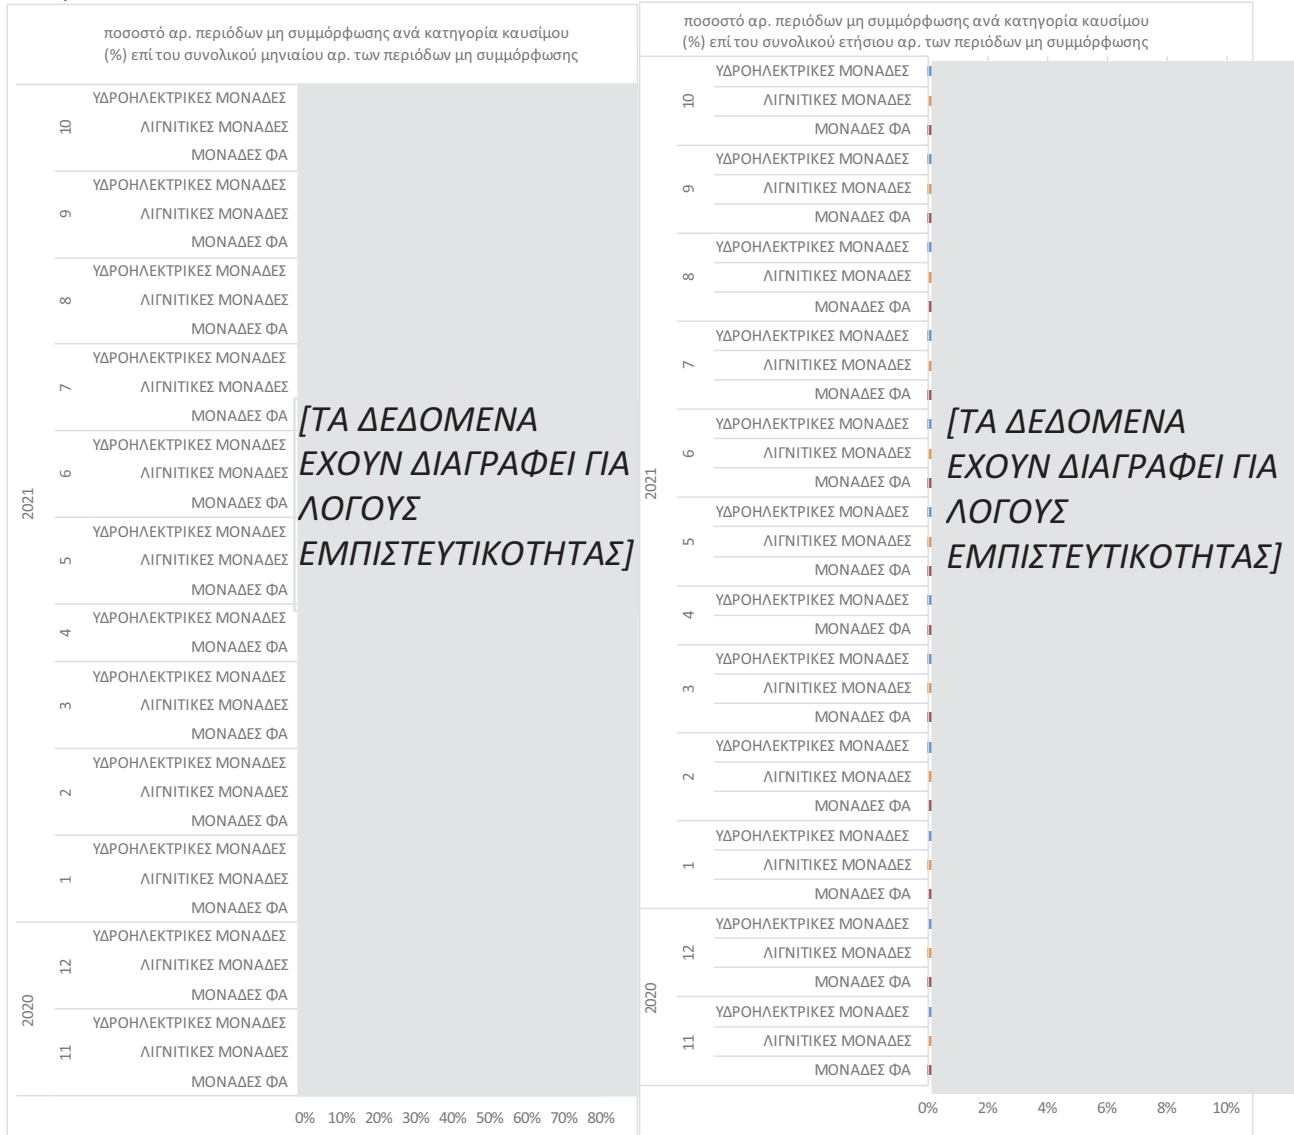 ποσοστό αρ. περιόδων μη συμμόρφωσης ανά κατηγορία καυσίμου
(%) επί του συνολικού μηνιαίου αρ. των περιόδων μη συμμόρφωσης
2021
10
ΥΔΡΟΗΛΕΚΤΡΙΚΕΣ ΜΟΝΑΔΕΣ
ΛΙΓΝΙΤΙΚΕΣ ΜΟΝΑΔΕΣ
ΜΟΝΑΔΕΣ ΦΑ
9
ΥΔΡΟΗΛΕΚΤΡΙΚΕΣ ΜΟΝΑΔΕΣ
ΛΙΓΝΙΤΙΚΕΣ ΜΟΝΑΔΕΣ
ΜΟΝΑΔΕΣ ΦΑ
8
ΥΔΡΟΗΛΕΚΤΡΙΚΕΣ ΜΟΝΑΔΕΣ
ΛΙΓΝΙΤΙΚΕΣ ΜΟΝΑΔΕΣ
ΜΟΝΑΔΕΣ ΦΑ
7
ΥΔΡΟΗΛΕΚΤΡΙΚΕΣ ΜΟΝΑΔΕΣ
ΛΙΓΝΙΤΙΚΕΣ ΜΟΝΑΔΕΣ
ΜΟΝΑΔΕΣ ΦΑ
6
ΥΔΡΟΗΛΕΚΤΡΙΚΕΣ ΜΟΝΑΔΕΣ
ΛΙΓΝΙΤΙΚΕΣ ΜΟΝΑΔΕΣ
ΜΟΝΑΔΕΣ ΦΑ
5
ΥΔΡΟΗΛΕΚΤΡΙΚΕΣ ΜΟΝΑΔΕΣ
ΛΙΓΝΙΤΙΚΕΣ ΜΟΝΑΔΕΣ
ΜΟΝΑΔΕΣ ΦΑ
4
ΥΔΡΟΗΛΕΚΤΡΙΚΕΣ ΜΟΝΑΔΕΣ
ΜΟΝΑΔΕΣ ΦΑ
3
ΥΔΡΟΗΛΕΚΤΡΙΚΕΣ ΜΟΝΑΔΕΣ
ΛΙΓΝΙΤΙΚΕΣ ΜΟΝΑΔΕΣ
ΜΟΝΑΔΕΣ ΦΑ
2
ΥΔΡΟΗΛΕΚΤΡΙΚΕΣ ΜΟΝΑΔΕΣ
ΛΙΓΝΙΤΙΚΕΣ ΜΟΝΑΔΕΣ
ΜΟΝΑΔΕΣ ΦΑ
1
ΥΔΡΟΗΛΕΚΤΡΙΚΕΣ ΜΟΝΑΔΕΣ
ΛΙΓΝΙΤΙΚΕΣ ΜΟΝΑΔΕΣ
ΜΟΝΑΔΕΣ ΦΑ
2020
12
ΥΔΡΟΗΛΕΚΤΡΙΚΕΣ ΜΟΝΑΔΕΣ
ΛΙΓΝΙΤΙΚΕΣ ΜΟΝΑΔΕΣ
ΜΟΝΑΔΕΣ ΦΑ
11
ΥΔΡΟΗΛΕΚΤΡΙΚΕΣ ΜΟΝΑΔΕΣ
ΛΙΓΝΙΤΙΚΕΣ ΜΟΝΑΔΕΣ
ΜΟΝΑΔΕΣ ΦΑ
[ΤΑ ΔΕΔΟΜΕΝΑ
ΕΧΟΥΝ ΔΙΑΓΡΑΦΕΙ ΓΙΑ
ΛΟΓΟΥΣ
ΕΜΠΙΣΤΕΥΤΙΚΟΤΗΤΑΣ]
0% 10% 20% 30% 40% 50% 60% 70% 80%
ποσοστό αρ. περιόδων μη συμμόρφωσης ανά κατηγορία καυσίμου
(%) επί του συνολικού ετήσιου αρ. των περιόδων μη συμμόρφωσης
2021
10
ΥΔΡΟΗΛΕΚΤΡΙΚΕΣ ΜΟΝΑΔΕΣ
ΛΙΓΝΙΤΙΚΕΣ ΜΟΝΑΔΕΣ
ΜΟΝΑΔΕΣ ΦΑ
9
ΥΔΡΟΗΛΕΚΤΡΙΚΕΣ ΜΟΝΑΔΕΣ
ΛΙΓΝΙΤΙΚΕΣ ΜΟΝΑΔΕΣ
ΜΟΝΑΔΕΣ ΦΑ
8
ΥΔΡΟΗΛΕΚΤΡΙΚΕΣ ΜΟΝΑΔΕΣ
ΛΙΓΝΙΤΙΚΕΣ ΜΟΝΑΔΕΣ
ΜΟΝΑΔΕΣ ΦΑ
7
ΥΔΡΟΗΛΕΚΤΡΙΚΕΣ ΜΟΝΑΔΕΣ
ΛΙΓΝΙΤΙΚΕΣ ΜΟΝΑΔΕΣ
ΜΟΝΑΔΕΣ ΦΑ
6
ΥΔΡΟΗΛΕΚΤΡΙΚΕΣ ΜΟΝΑΔΕΣ
ΛΙΓΝΙΤΙΚΕΣ ΜΟΝΑΔΕΣ
ΜΟΝΑΔΕΣ ΦΑ
5
ΥΔΡΟΗΛΕΚΤΡΙΚΕΣ ΜΟΝΑΔΕΣ
ΛΙΓΝΙΤΙΚΕΣ ΜΟΝΑΔΕΣ
ΜΟΝΑΔΕΣ ΦΑ
4
ΥΔΡΟΗΛΕΚΤΡΙΚΕΣ ΜΟΝΑΔΕΣ
ΜΟΝΑΔΕΣ ΦΑ
3
ΥΔΡΟΗΛΕΚΤΡΙΚΕΣ ΜΟΝΑΔΕΣ
ΛΙΓΝΙΤΙΚΕΣ ΜΟΝΑΔΕΣ
ΜΟΝΑΔΕΣ ΦΑ
2
ΥΔΡΟΗΛΕΚΤΡΙΚΕΣ ΜΟΝΑΔΕΣ
ΛΙΓΝΙΤΙΚΕΣ ΜΟΝΑΔΕΣ
ΜΟΝΑΔΕΣ ΦΑ
1
ΥΔΡΟΗΛΕΚΤΡΙΚΕΣ ΜΟΝΑΔΕΣ
ΛΙΓΝΙΤΙΚΕΣ ΜΟΝΑΔΕΣ
ΜΟΝΑΔΕΣ ΦΑ
2020
12
ΥΔΡΟΗΛΕΚΤΡΙΚΕΣ ΜΟΝΑΔΕΣ
ΛΙΓΝΙΤΙΚΕΣ ΜΟΝΑΔΕΣ
ΜΟΝΑΔΕΣ ΦΑ
11
ΥΔΡΟΗΛΕΚΤΡΙΚΕΣ ΜΟΝΑΔΕΣ
ΛΙΓΝΙΤΙΚΕΣ ΜΟΝΑΔΕΣ
ΜΟΝΑΔΕΣ ΦΑ
[ΤΑ ΔΕΔΟΜΕΝΑ
ΕΧΟΥΝ ΔΙΑΓΡΑΦΕΙ ΓΙΑ
ΛΟΓΟΥΣ
ΕΜΠΙΣΤΕΥΤΙΚΟΤΗΤΑΣ]
0% 2% 4% 6% 8% 10%